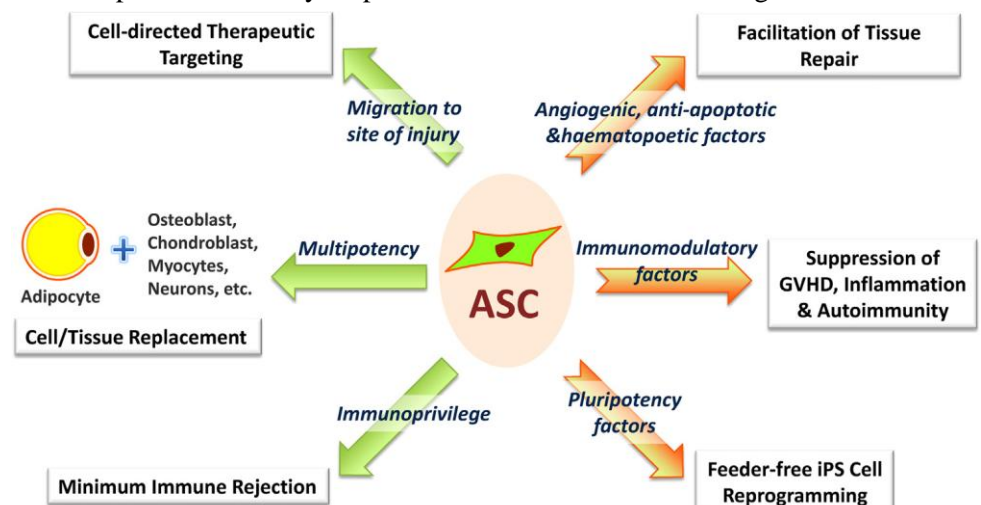 Cell-directed Therapeutic
Targeting
Facilitation of Tissue
Repair
Migration to
site of injury
Angiogenic, anti-apoptotic
&haematopoetic factors
Osteoblast,
Chondroblast,
Myocytes,
Neurons, etc.
Adipocyte
Multipotency
Cell/Tissue Replacement
ASC
Immunomodulatory
factors
Suppression of
GVHD, Inflammation
& Autoimmunity
Immunoprivilege
Pluripotency
factors
Minimum Immune Rejection
Feeder-free iPS Cell
Reprogramming